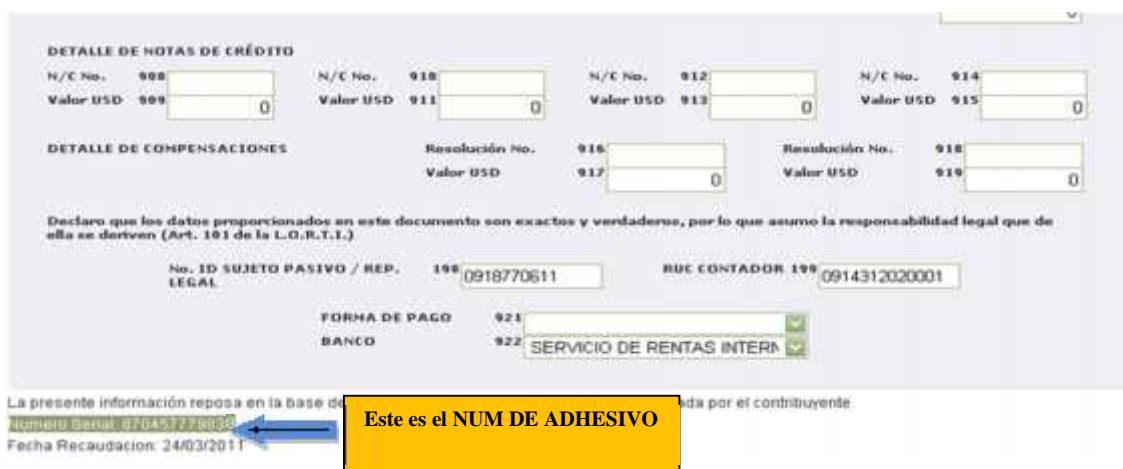 0
DETALLE DE NOTAS DE CRÉDITO
N/C No. 908 N/C No. 910 N/C No. 912 N/C No. 914
Valor USD 909 0 Valor USD 911 0 Valor USD 913 0 Valor USD 915 0
DETALLE DE COMPENSACIONES Resolución No. 916 Resolución No. 918
Valor USD 917 0 Valor USD 919 0
Declaro que los datos proporcionados en este documento son exactos y verdaderos, por lo que asumo la responsabilidad legal que de
ella se deriven (Art. 101 de la L.O.R.T.I.)
No. ID SUJETO PASIVO / REP. 198 0918770611 RUC CONTADOR 199 0914312020001
LEGAL
FORMA DE PAGO 921
BANCO 922 SERVICIO DE RENTAS INTERN
La presente información reposa en la base de ada por el contribuyente
Este es el NUM DE ADHESIVO
Numero Serial:
Fecha Recaudacion: 24/03/2011